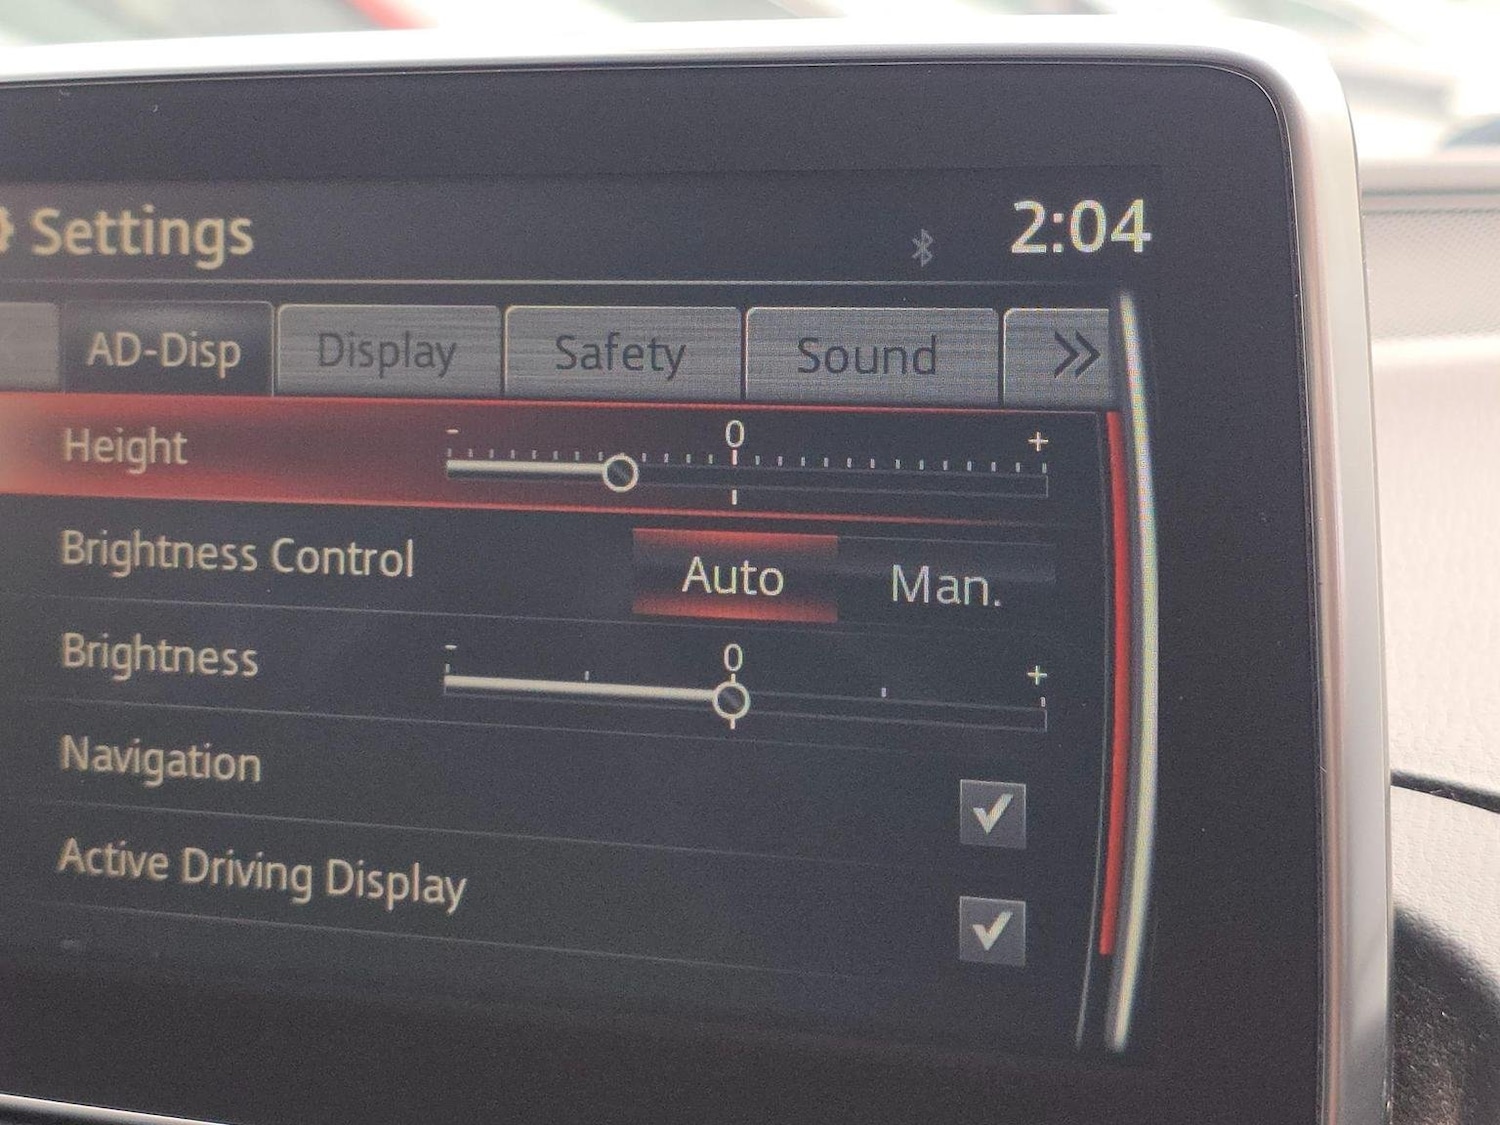 Settings
2:04
AD-Disp Display Safety Sound »
Height - 0 +
Brightness Control Auto Man.
Brightness - 0 +
Navigation
Active Driving Display